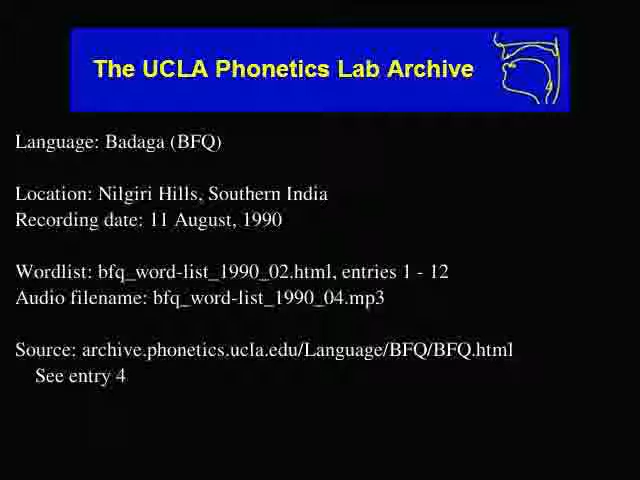 The UCLA Phonetics Lab Archive
Language: Badaga (BFQ)
Location: Nilgiri Hills, Southern India
Recording date: 11 August, 1990
Wordlist: bfq_word-list_1990_02.html, entries 1 - 12
Audio filename: bfq_word-list_1990_04.mp3
Source: archive.phonetics.ucla.edu/Language/BFQ/BFQ.html
See entry 4